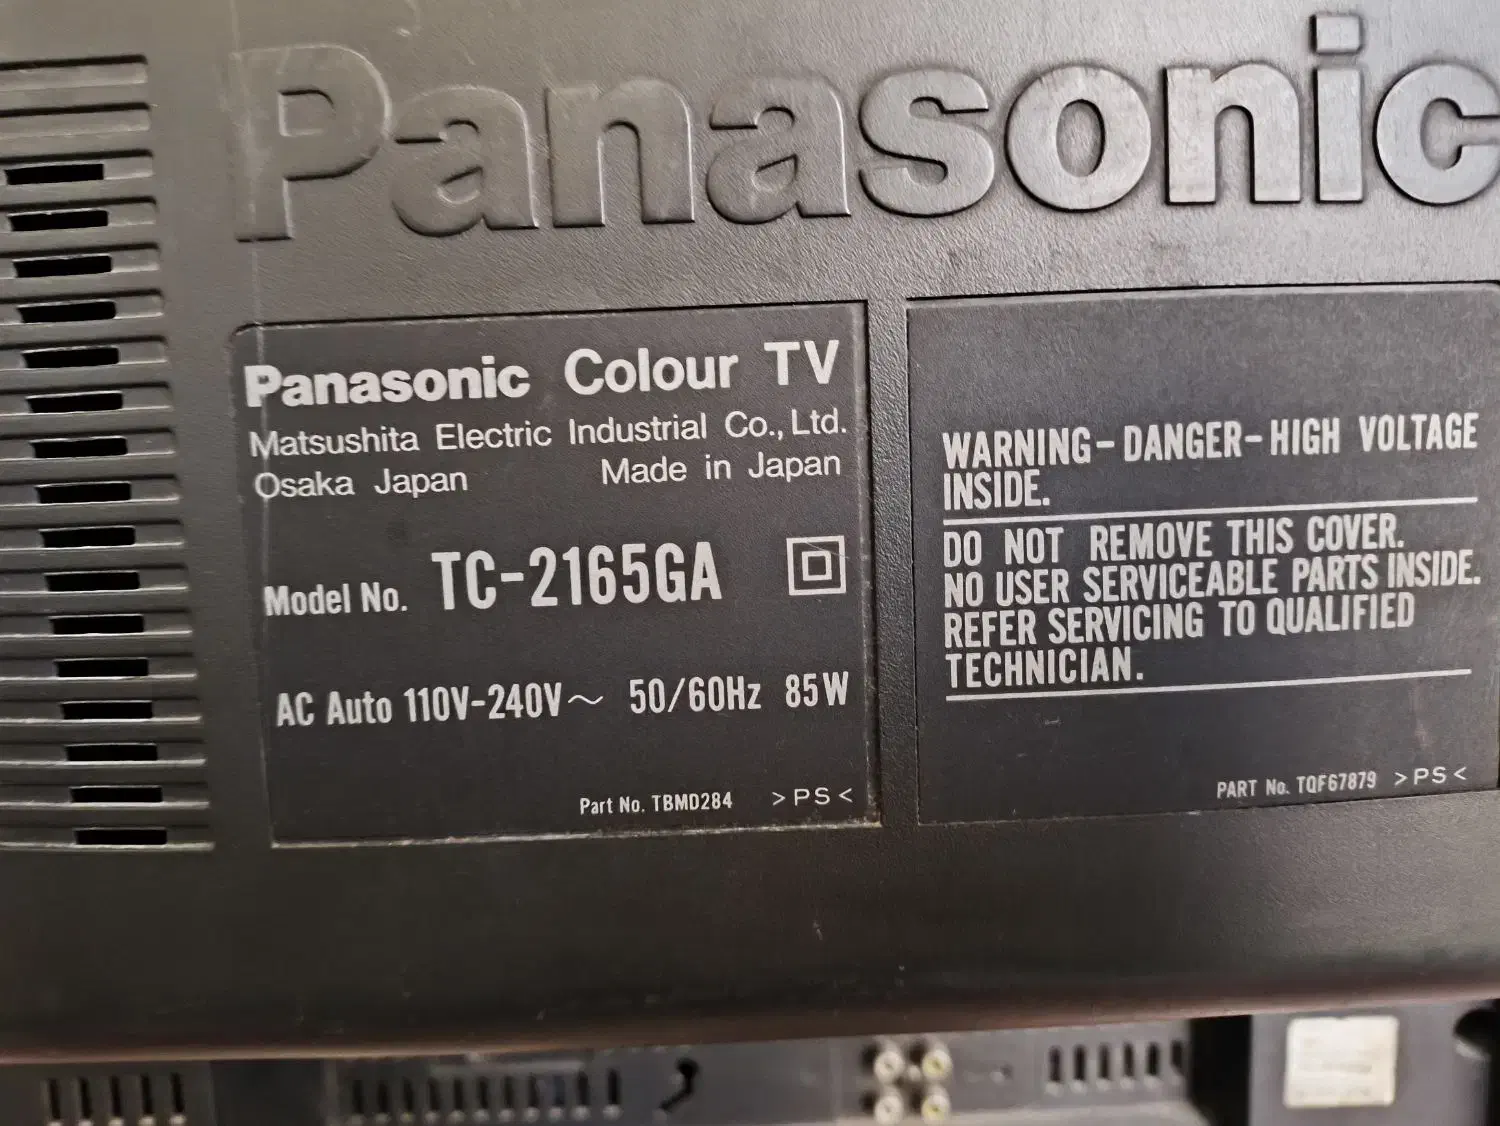 Panasonic
Panasonic Colour TV
Matsushita Electric Industrial Co., Ltd.
Osaka Japan Made in Japan
Model No. TC-2165GA
AC Auto 110V-240V~ 50/60Hz 85W
Part No. TBMD284 >PS<
WARNING-DANGER-HIGH VOLTAGE
INSIDE.
DO NOT REMOVE THIS COVER.
NO USER SERVICEABLE PARTS INSIDE.
REFER SERVICING TO QUALIFIED
TECHNICIAN.
PART No. TQF67879 >PS<